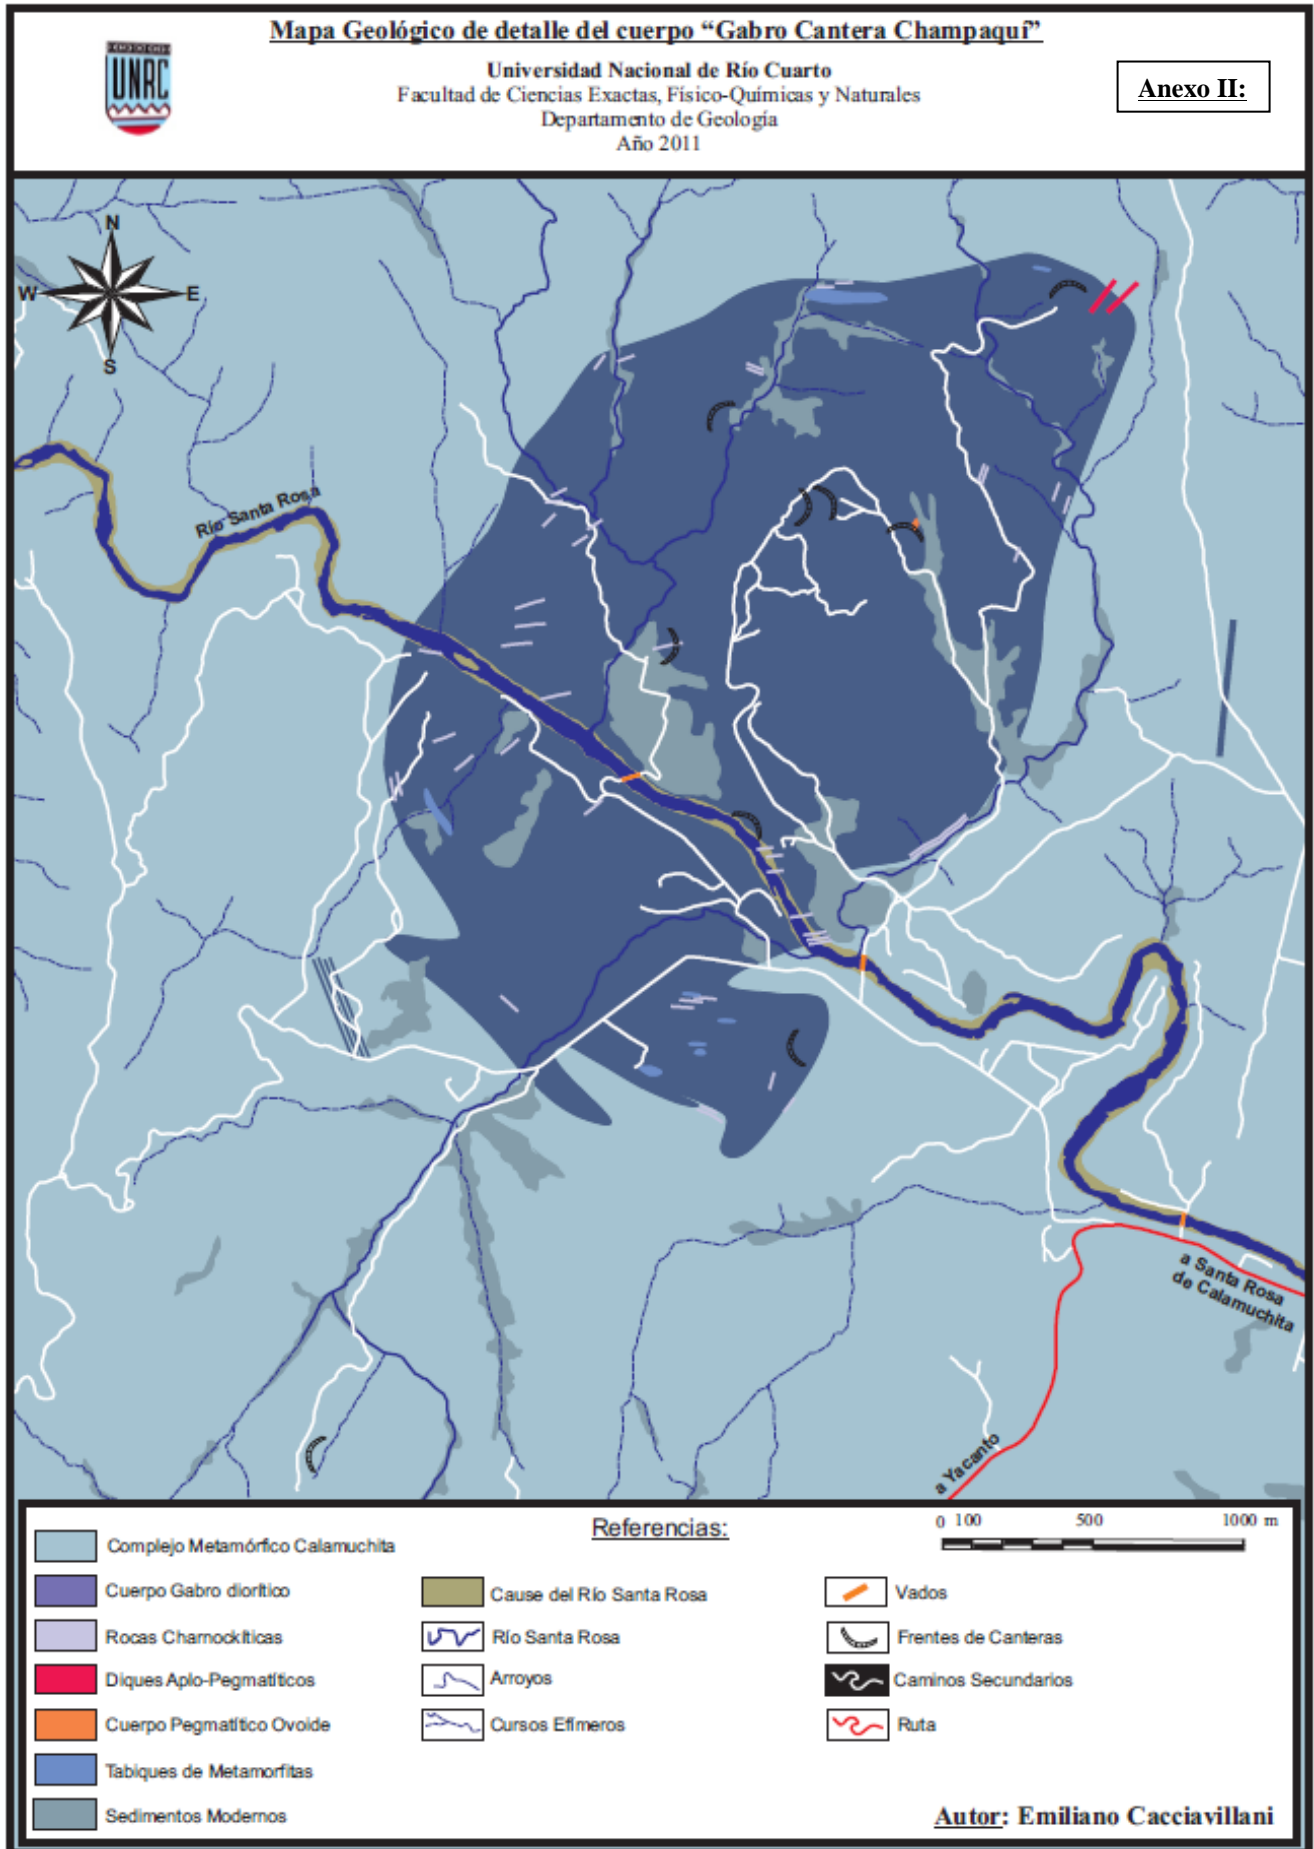 Mapa Geológico de detalle del cuerpo “Gabro Cantera Champaquí”
UNRC
Universidad Nacional de Río Cuarto
Facultad de Ciencias Exactas, Físico-Químicas y Naturales
Departamento de Geología
Año 2011
Anexo II:
N
W
E
S
Río Santa Rosa
a Santa Rosa
de Calamuchita
a Yacanto
Referencias:
0 100 500 1000 m
Complejo Metamórfico Calamuchita
Cuerpo Gabro diorítico
Rocas Charnockíticas
Diques Aplo-Pegmatíticos
Cuerpo Pegmatítico Ovoide
Tabiques de Metamorfitas
Sedimentos Modernos
Cause del Río Santa Rosa
Río Santa Rosa
Arroyos
Cursos Efímeros
Vados
Frentes de Canteras
Caminos Secundarios
Ruta
Autor: Emiliano Cacciavillani